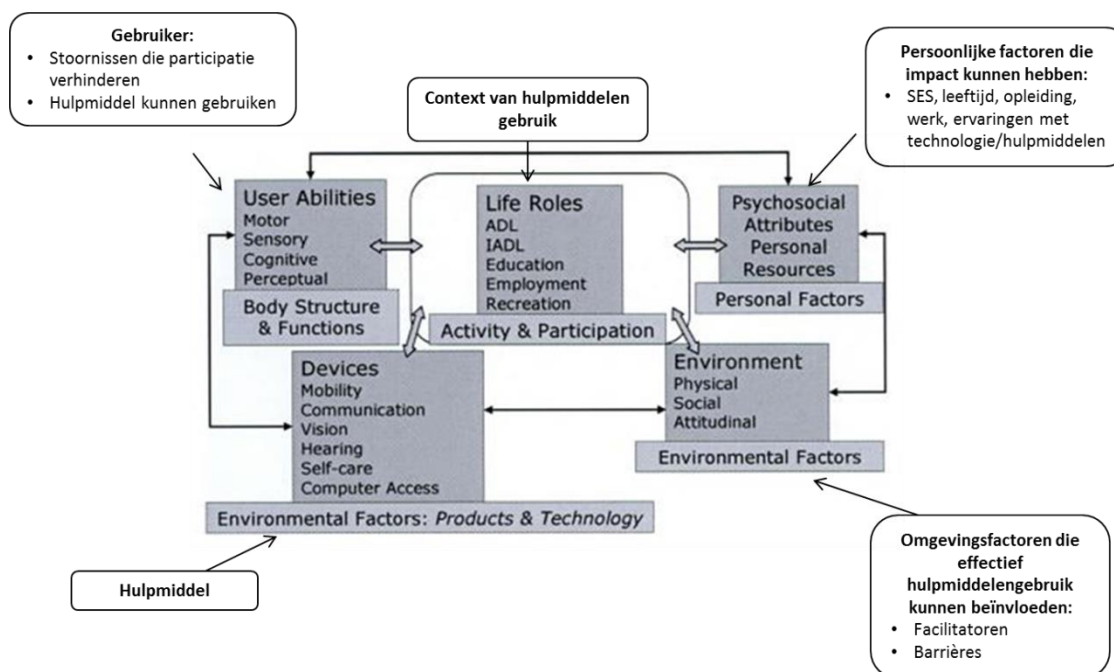 Gebruiker:
• Stoornissen die participatie
verhinderen
• Hulpmiddel kunnen gebruiken
Context van hulpmiddelen
gebruik
Persoonlijke factoren die
impact kunnen hebben:
• SES, leeftijd, opleiding,
werk, ervaringen met
technologie/hulpmiddelen
User Abilities
Motor
Sensory
Cognitive
Perceptual
Body Structure
& Functions
Life Roles
ADL
IADL
Education
Employment
Recreation
Activity & Participation
Psychosocial
Attributes
Personal
Resources
Personal Factors
Devices
Mobility
Communication
Vision
Hearing
Self-care
Computer Access
Environmental Factors: Products & Technology
Environment
Physical
Social
Attitudinal
Environmental Factors
Hulpmiddel
Omgevingsfactoren die
effectief
hulpmiddelengebruik
kunnen beïnvloeden:
• Facilitatoren
• Barrières